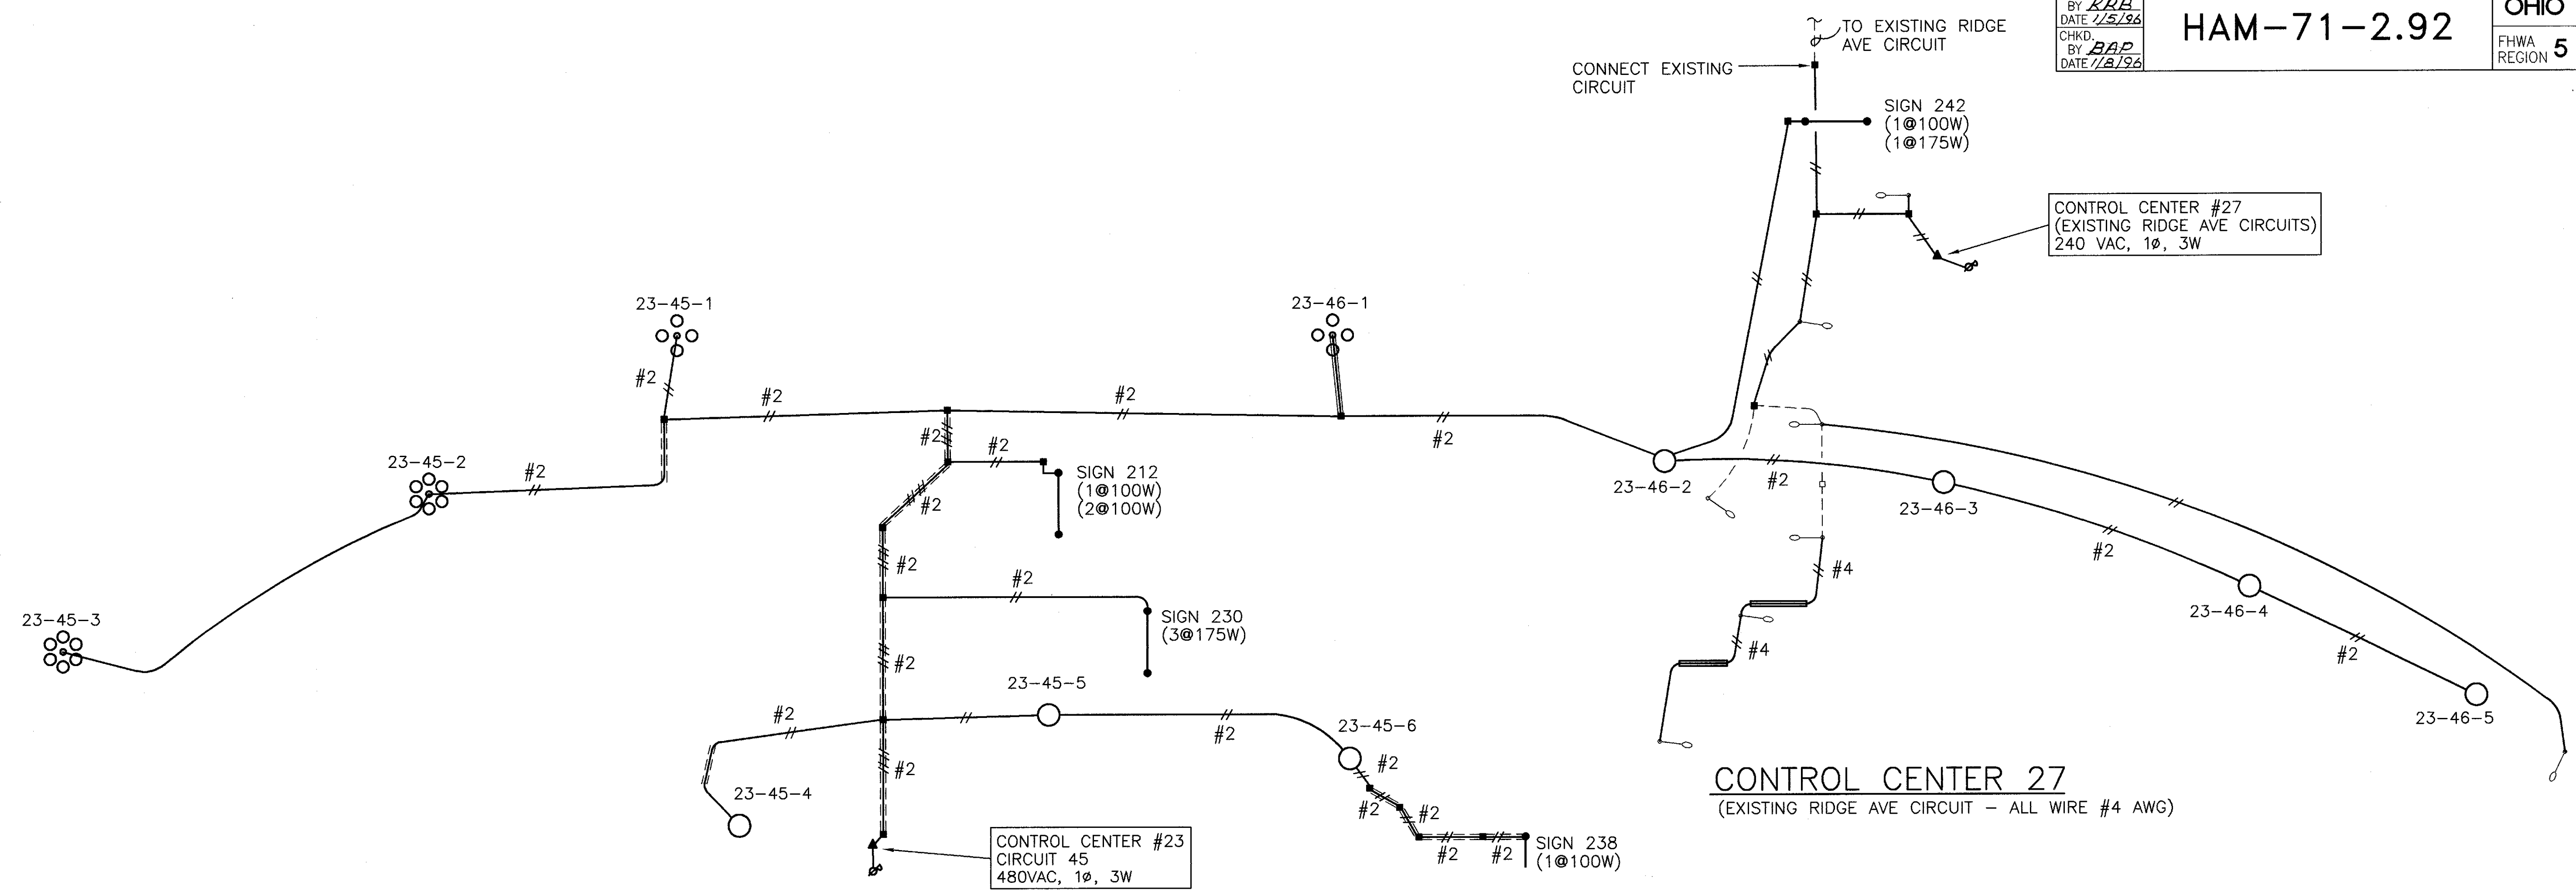 BY KRB
DATE 1/5/96
CHKD.
BY BAP
DATE 1/8/96
HAM-71-2.92
OHIO
FHWA
REGION 5
TO EXISTING RIDGE
AVE CIRCUIT
CONNECT EXISTING
CIRCUIT
SIGN 242
(1@100W)
(1@175W)
CONTROL CENTER #27
(EXISTING RIDGE AVE CIRCUITS)
240 VAC, 1ø, 3W
23-45-1
23-46-1
#2
#2
#2
#2
#2
#2
23-45-2
#2
SIGN 212
(1@100W)
(2@100W)
#2
23-46-2
#2
23-46-3
#2
23-46-4
#2
23-46-5
#4
#4
#2
#2
23-45-3
SIGN 230
(3@175W)
#2
23-45-5
#2
#2
23-45-6
#2
#2
#2
#2
#2
#2
23-45-4
SIGN 238
(1@100W)
CONTROL CENTER #23
CIRCUIT 45
480VAC, 1ø, 3W
CONTROL CENTER 27
(EXISTING RIDGE AVE CIRCUIT – ALL WIRE #4 AWG)